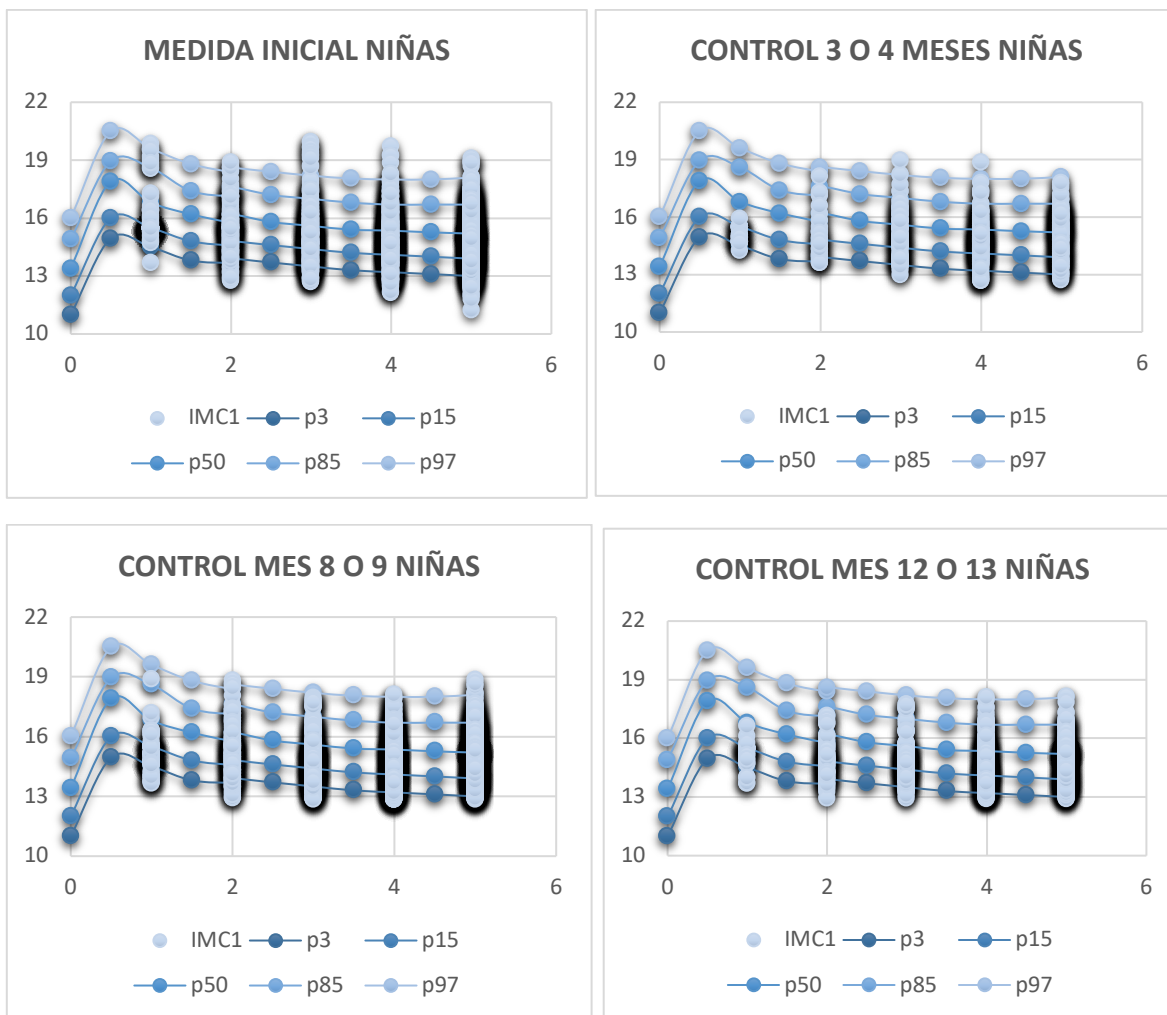 MEDIDA INICIAL NIÑAS
22
19
16
13
10
0 2 4 6
IMC1 p3 p15
p50 p85 p97
CONTROL 3 O 4 MESES NIÑAS
22
19
16
13
10
0 2 4 6
IMC1 p3 p15
p50 p85 p97
CONTROL MES 8 O 9 NIÑAS
22
19
16
13
10
0 2 4 6
IMC1 p3 p15
p50 p85 p97
CONTROL MES 12 O 13 NIÑAS
22
19
16
13
10
0 2 4 6
IMC1 p3 p15
p50 p85 p97